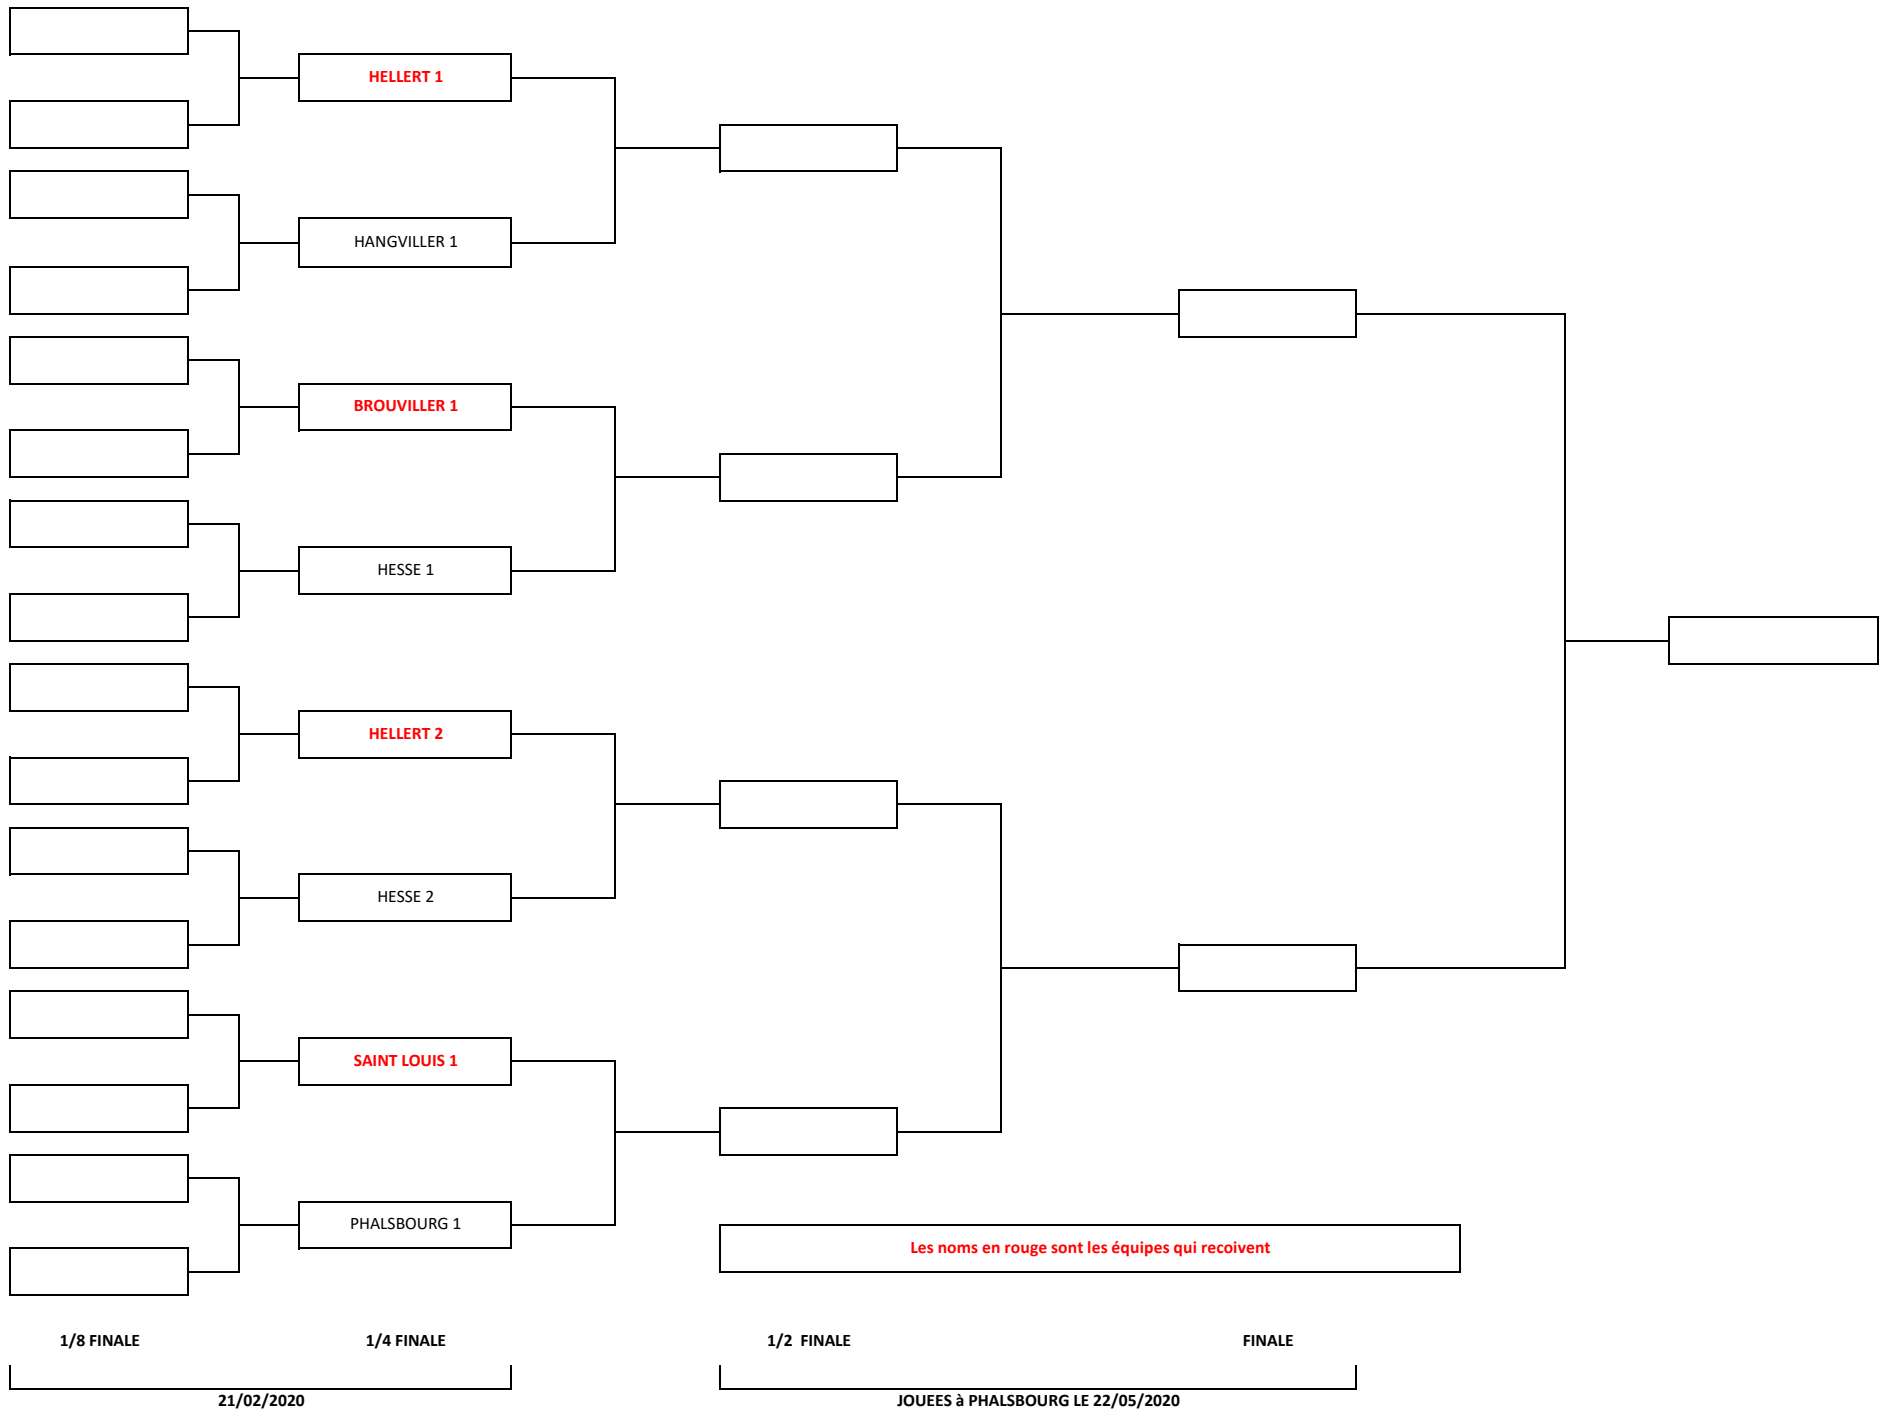 HELLERT 1
HANGVILLER 1
BROUVILLER 1
HESSE 1
HELLERT 2
HESSE 2
SAINT LOUIS 1
PHALSBOURG 1
Les noms en rouge sont les équipes qui recoivent
1/8 FINALE
1/4 FINALE
1/2 FINALE
FINALE
21/02/2020
JOUEES à PHALSBOURG LE 22/05/2020